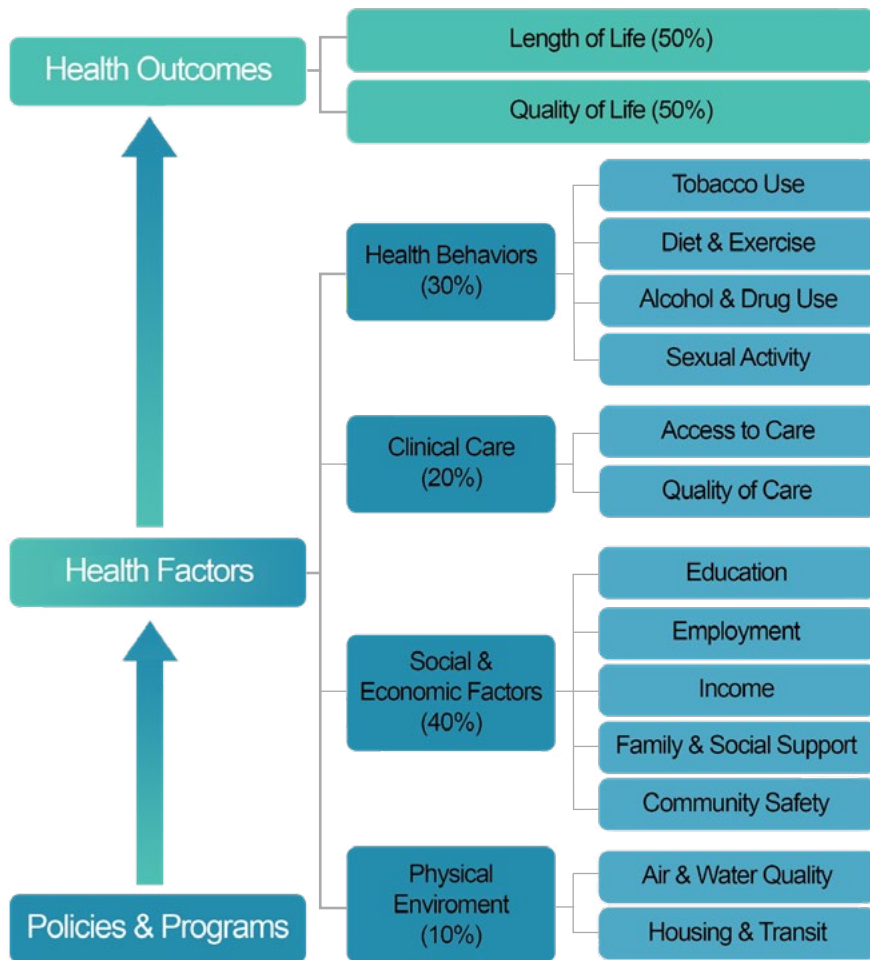 Health Outcomes
Length of Life (50%)
Quality of Life (50%)
Health Factors
Health Behaviors
(30%)
Tobacco Use
Diet & Exercise
Alcohol & Drug Use
Sexual Activity
Clinical Care
(20%)
Access to Care
Quality of Care
Social &
Economic Factors
(40%)
Education
Employment
Income
Family & Social Support
Community Safety
Physical
Enviroment
(10%)
Air & Water Quality
Housing & Transit
Policies & Programs